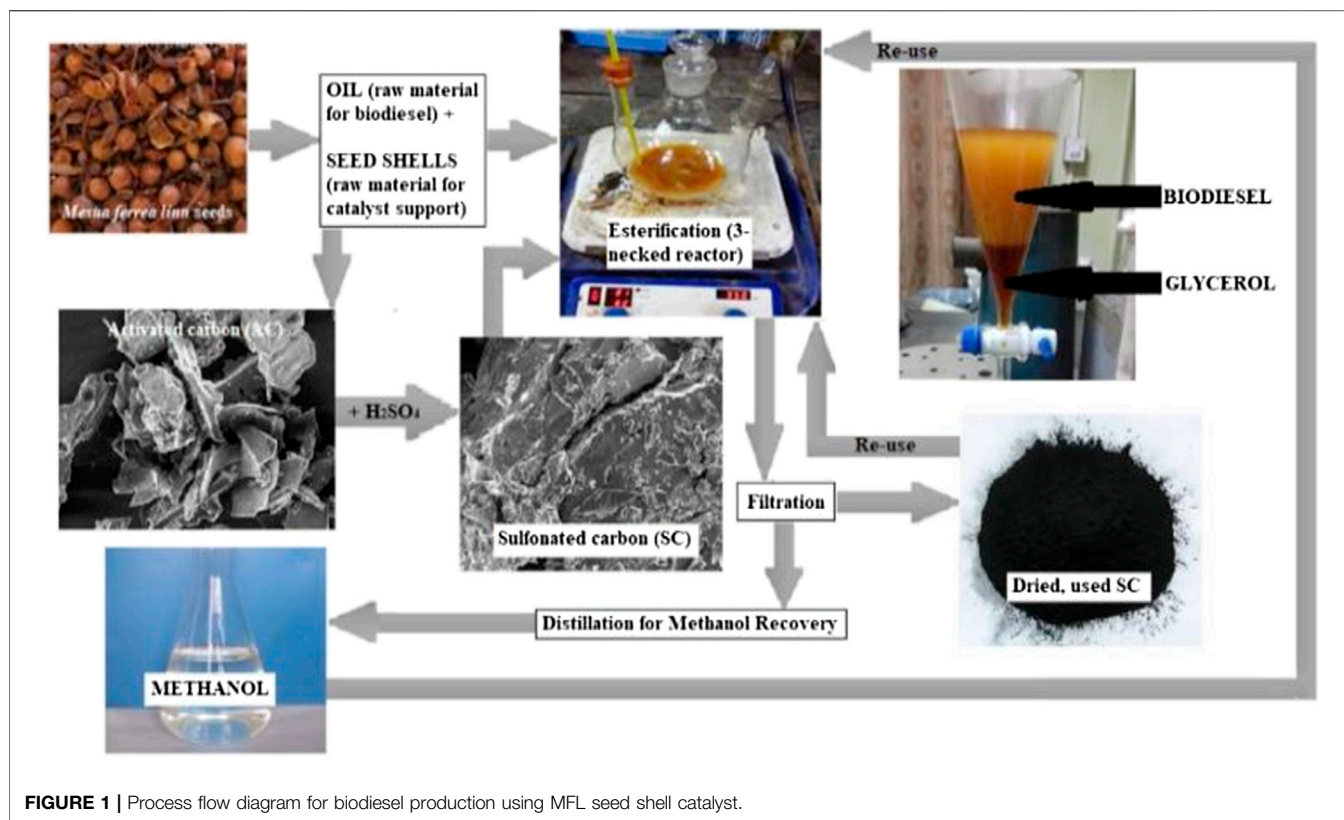 Mesua ferrea linn seeds
OIL (raw material
for biodiesel) +
SEED SHELLS
(raw material for
catalyst support)
Esterification (3-
necked reactor)
Re-use
BIODIESEL
GLYCEROL
Activated carbon (AC)
+ H₂SO₄
Sulfonated carbon (SC)
Re-use
Filtration
Dried, used SC
Distillation for Methanol Recovery
METHANOL
FIGURE 1 | Process flow diagram for biodiesel production using MFL seed shell catalyst.